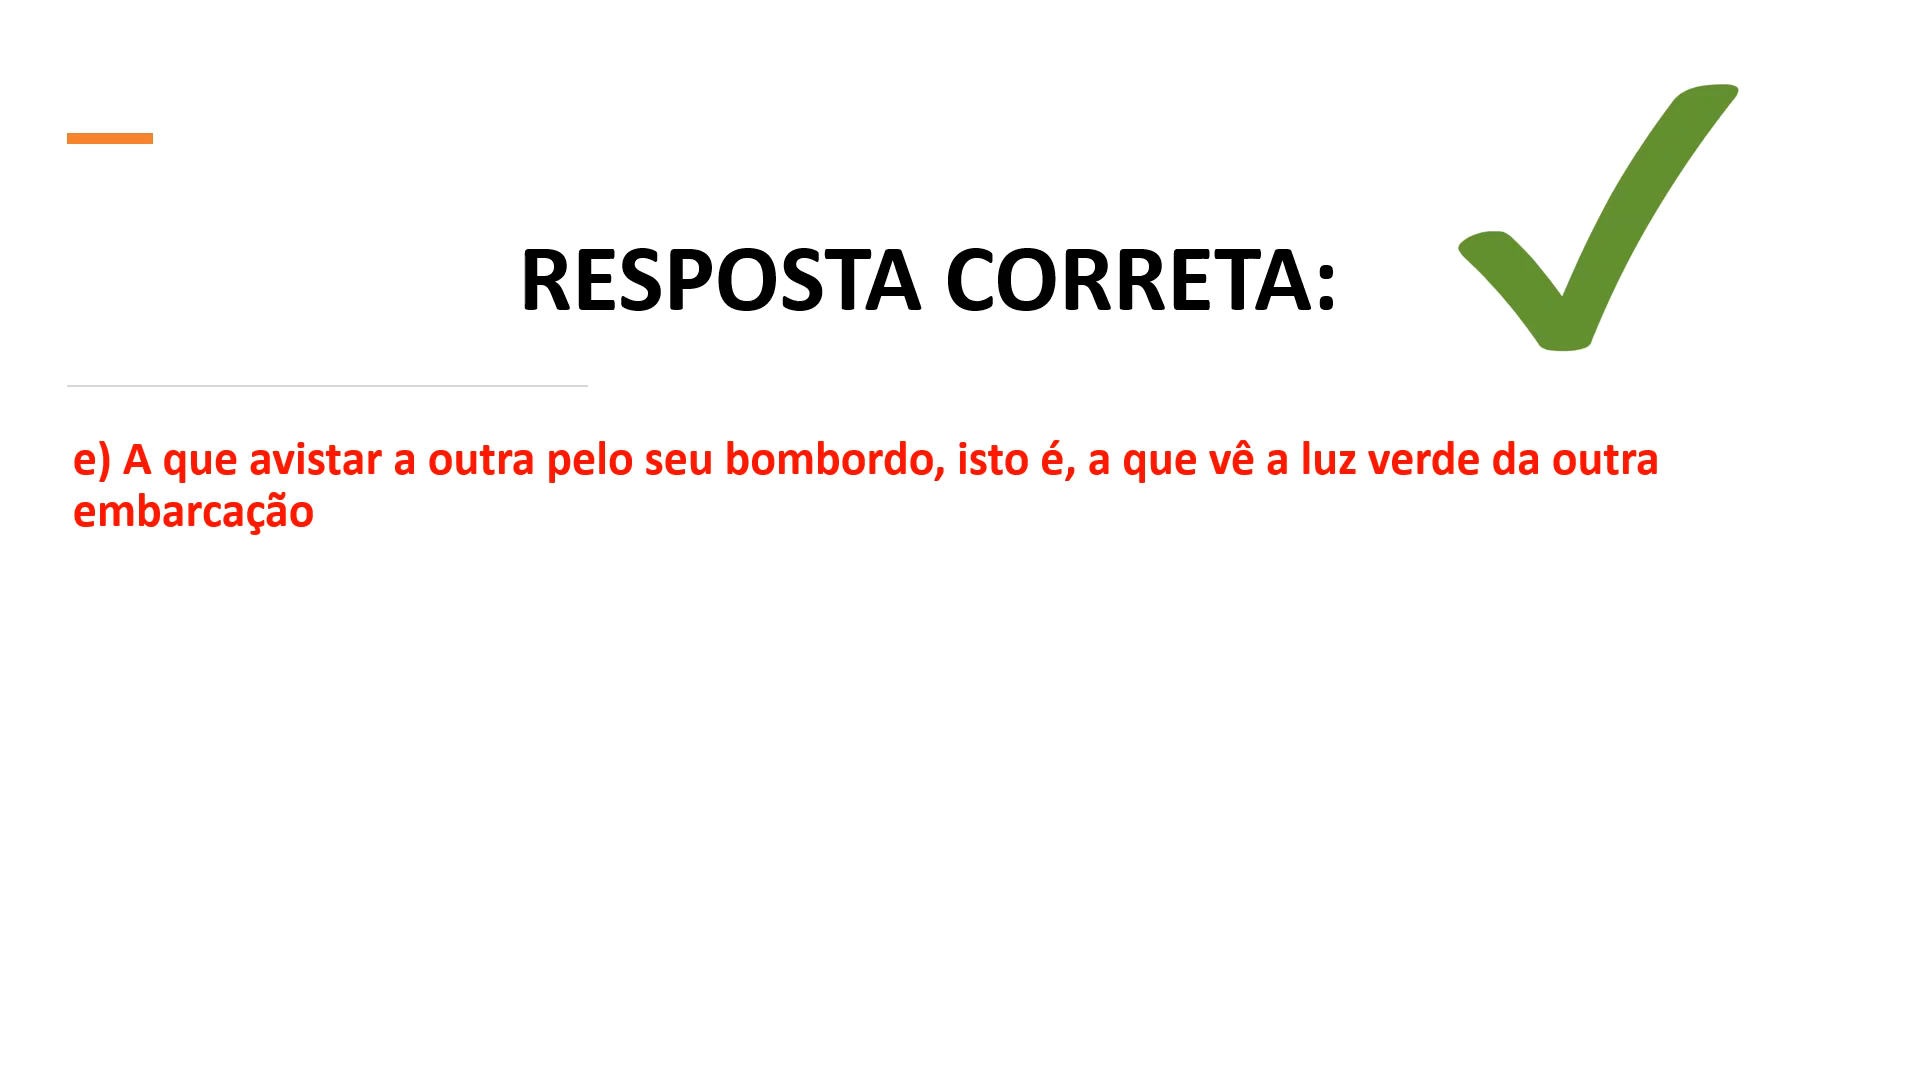 RESPOSTA CORRETA:
e) A que avistar a outra pelo seu bombordo, isto é, a que vê a luz verde da outra
embarcação